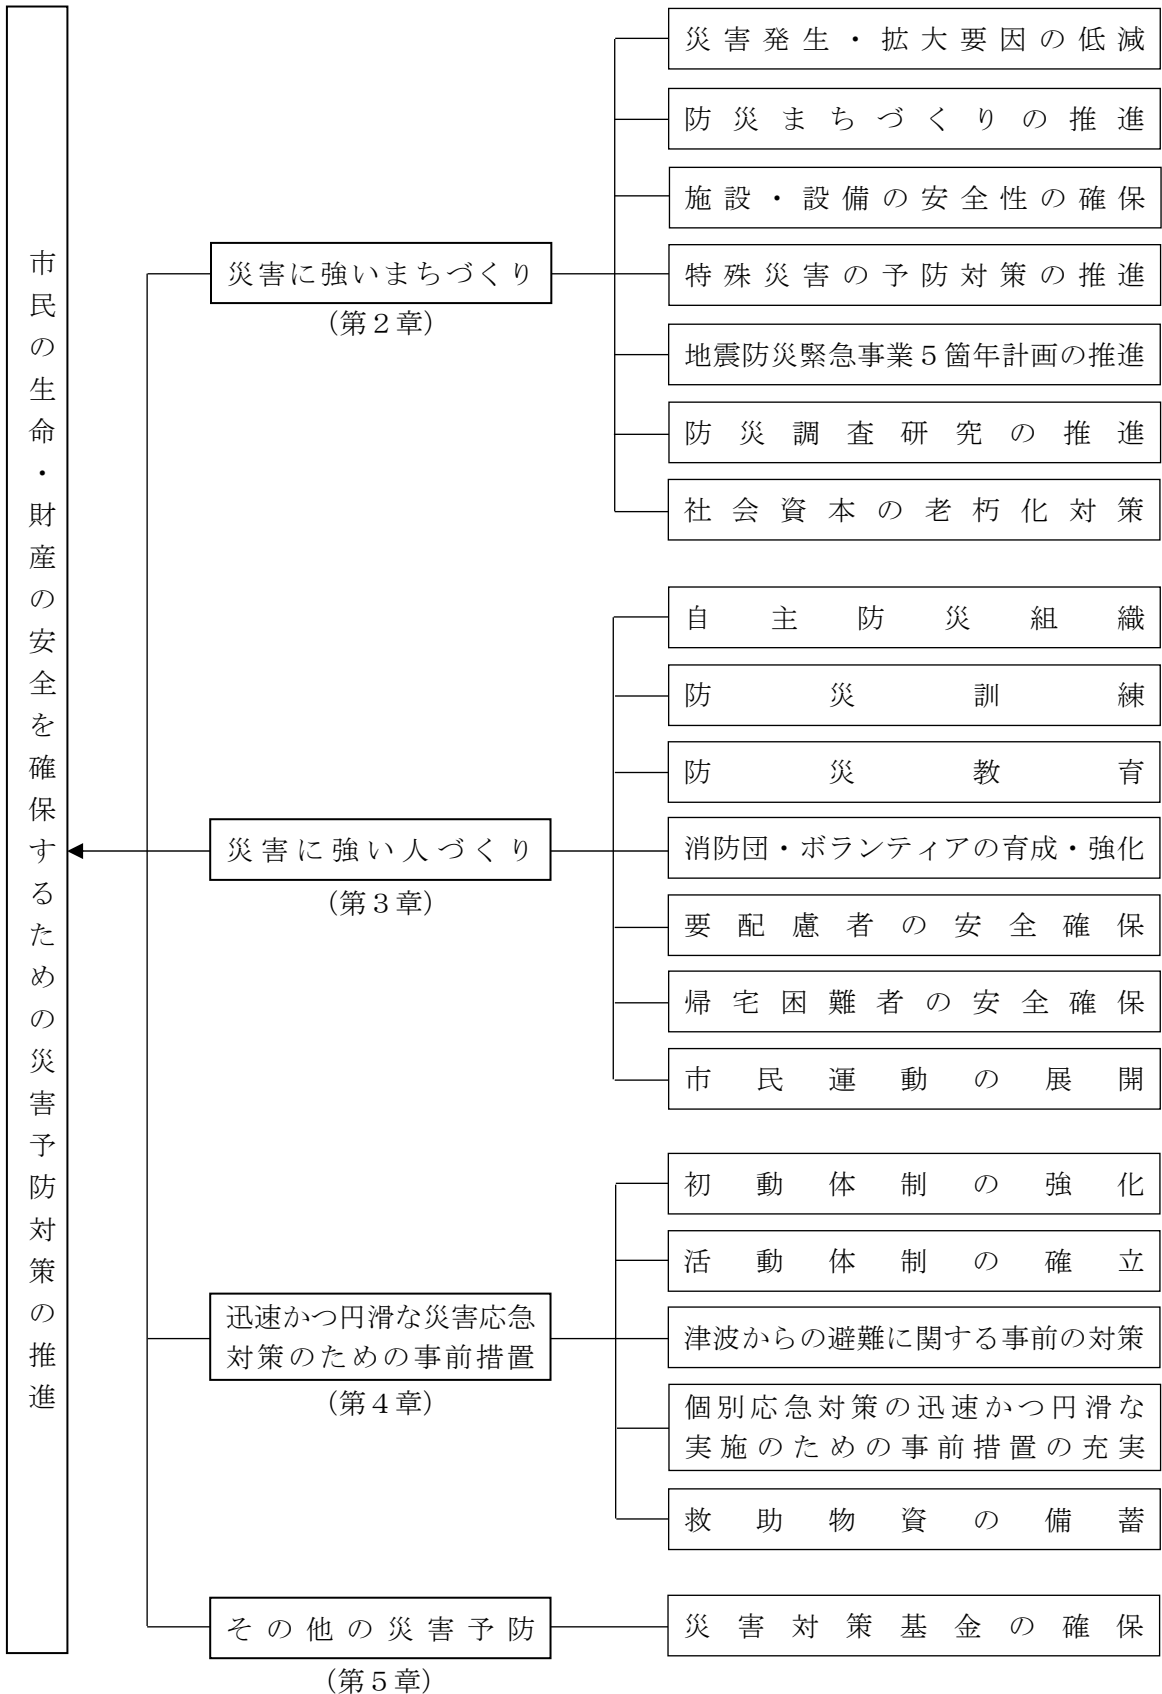 市民の生命・財産の安全を確保するための災害予防対策の推進
災害に強いまちづくり
（第２章）
災害発生・拡大要因の低減
防災まちづくりの推進
施設・設備の安全性の確保
特殊災害の予防対策の推進
地震防災緊急事業５箇年計画の推進
防災調査研究の推進
社会資本の老朽化対策
災害に強い人づくり
（第３章）
自主防災組織
防災訓練
防災教育
消防団・ボランティアの育成・強化
要配慮者の安全確保
帰宅困難者の安全確保
市民運動の展開
迅速かつ円滑な災害応急
対策のための事前措置
（第４章）
初動体制の強化
活動体制の確立
津波からの避難に関する事前の対策
個別応急対策の迅速かつ円滑な
実施のための事前措置の充実
救助物資の備蓄
その他の災害予防
（第５章）
災害対策基金の確保